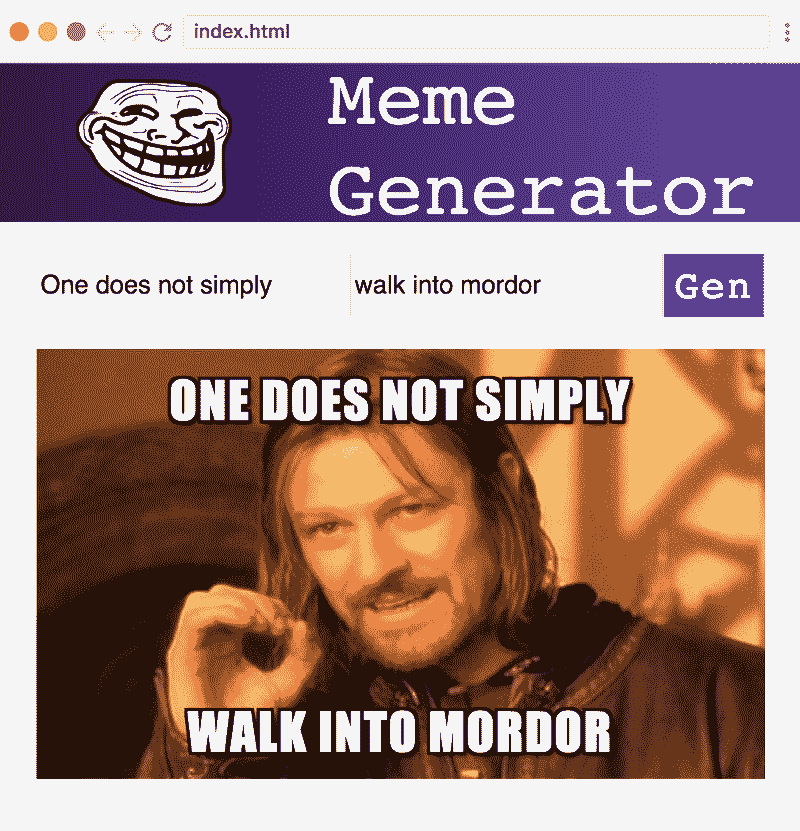 index.html
Meme
Generator
One does not simply
walk into mordor
Gen
ONE DOES NOT SIMPLY
WALK INTO MORDOR